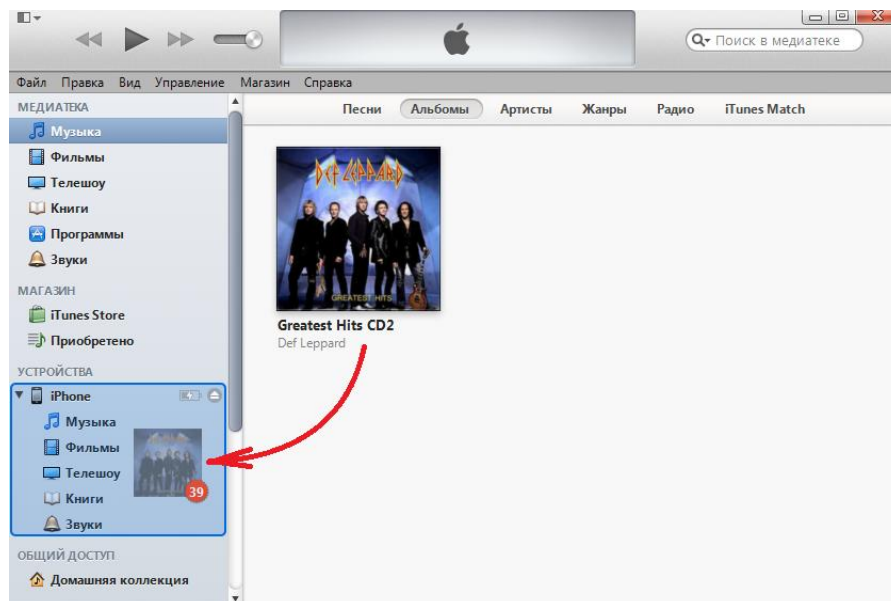 Поиск в медиатеке
Файл Правка Вид Управление Магазин Справка
МЕДИАТЕКА
Музыка
Фильмы
Телешоу
Книги
Программы
Звуки
МАГАЗИН
iTunes Store
Приобретено
УСТРОЙСТВА
iPhone
Музыка
Фильмы
Телешоу
Книги
Звуки
ОБЩИЙ ДОСТУП
Домашняя коллекция
Песни Альбомы Артисты Жанры Радио iTunes Match
DEF LEPPARD
GREATEST HITS
Greatest Hits CD2
Def Leppard
39